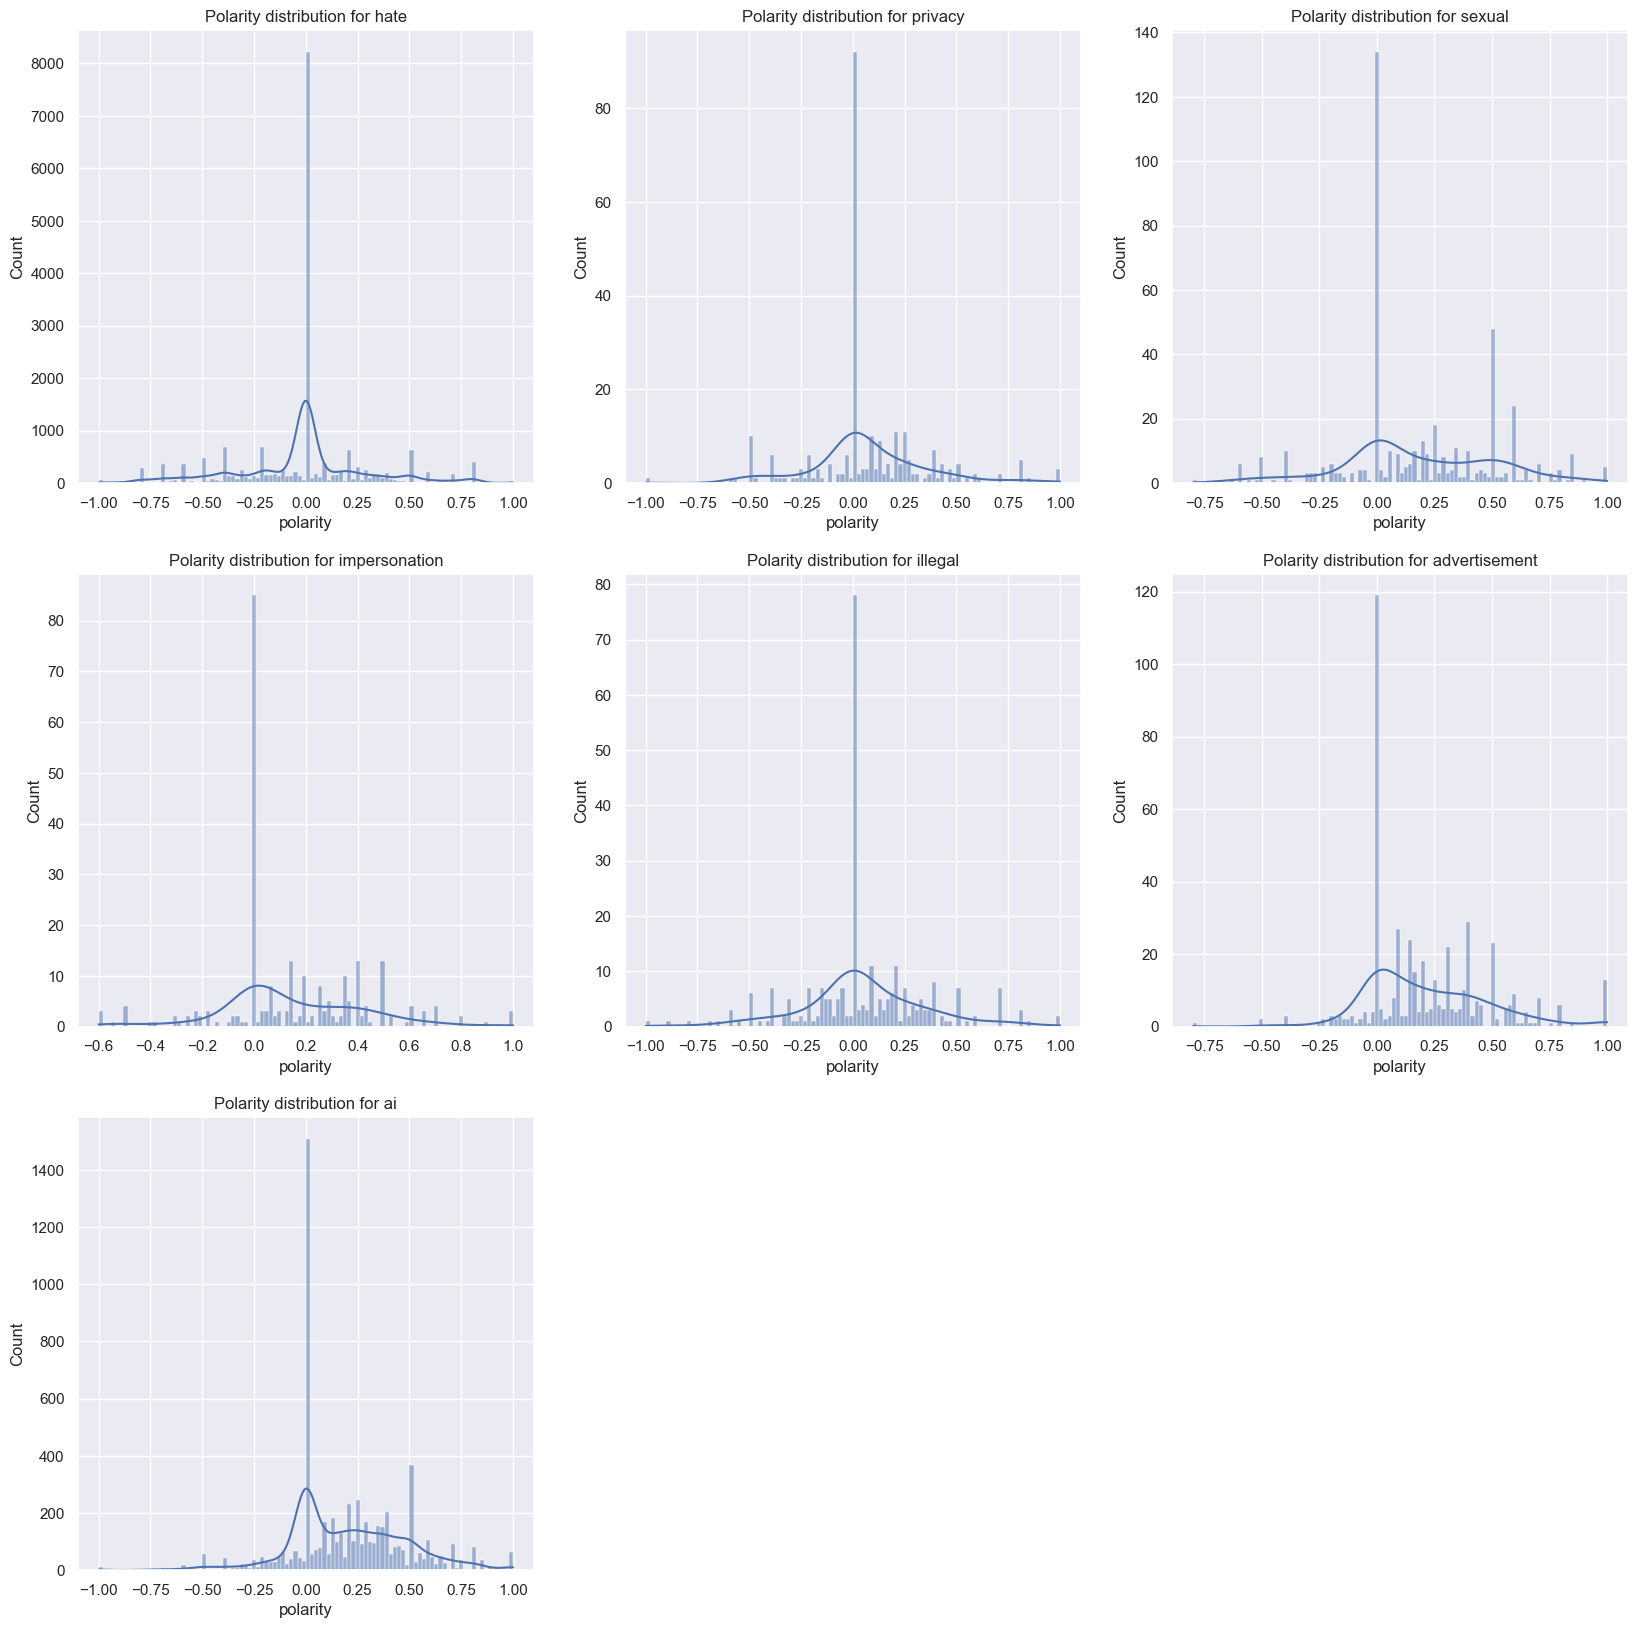 Polarity distribution for hate
Count
8000
7000
6000
5000
4000
3000
2000
1000
0
−1.00 −0.75 −0.50 −0.25 0.00 0.25 0.50 0.75 1.00
polarity
Polarity distribution for privacy
Count
80
60
40
20
0
−1.00 −0.75 −0.50 −0.25 0.00 0.25 0.50 0.75 1.00
polarity
Polarity distribution for sexual
Count
140
120
100
80
60
40
20
0
−0.75 −0.50 −0.25 0.00 0.25 0.50 0.75 1.00
polarity
Polarity distribution for impersonation
Count
80
70
60
50
40
30
20
10
0
−0.6 −0.4 −0.2 0.0 0.2 0.4 0.6 0.8 1.0
polarity
Polarity distribution for illegal
Count
80
70
60
50
40
30
20
10
0
−1.00 −0.75 −0.50 −0.25 0.00 0.25 0.50 0.75 1.00
polarity
Polarity distribution for advertisement
Count
120
100
80
60
40
20
0
−0.75 −0.50 −0.25 0.00 0.25 0.50 0.75 1.00
polarity
Polarity distribution for ai
Count
1400
1200
1000
800
600
400
200
0
−1.00 −0.75 −0.50 −0.25 0.00 0.25 0.50 0.75 1.00
polarity